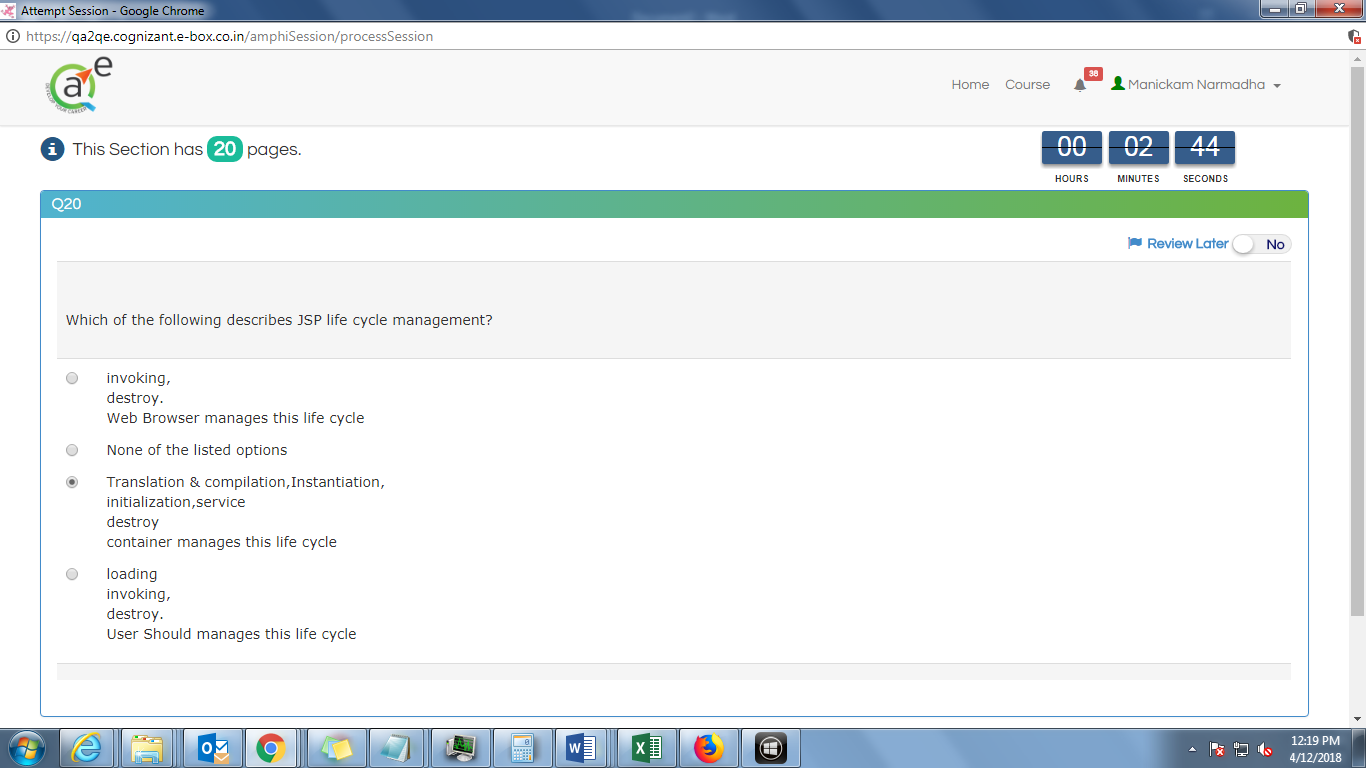 Attempt Session - Google Chrome
https://qa2qe.cognizant.e-box.co.in/amphiSession/processSession
a e
DEVELOP YOUR CAREER
Home Course 36 Manickam Narmadha
This Section has 20 pages.
00 02 44
HOURS MINUTES SECONDS
Q20
Review Later No
Which of the following describes JSP life cycle management?
invoking,
destroy.
Web Browser manages this life cycle
None of the listed options
Translation & compilation,Instantiation,
initialization,service
destroy
container manages this life cycle
loading
invoking,
destroy.
User Should manages this life cycle
12:19 PM
4/12/2018